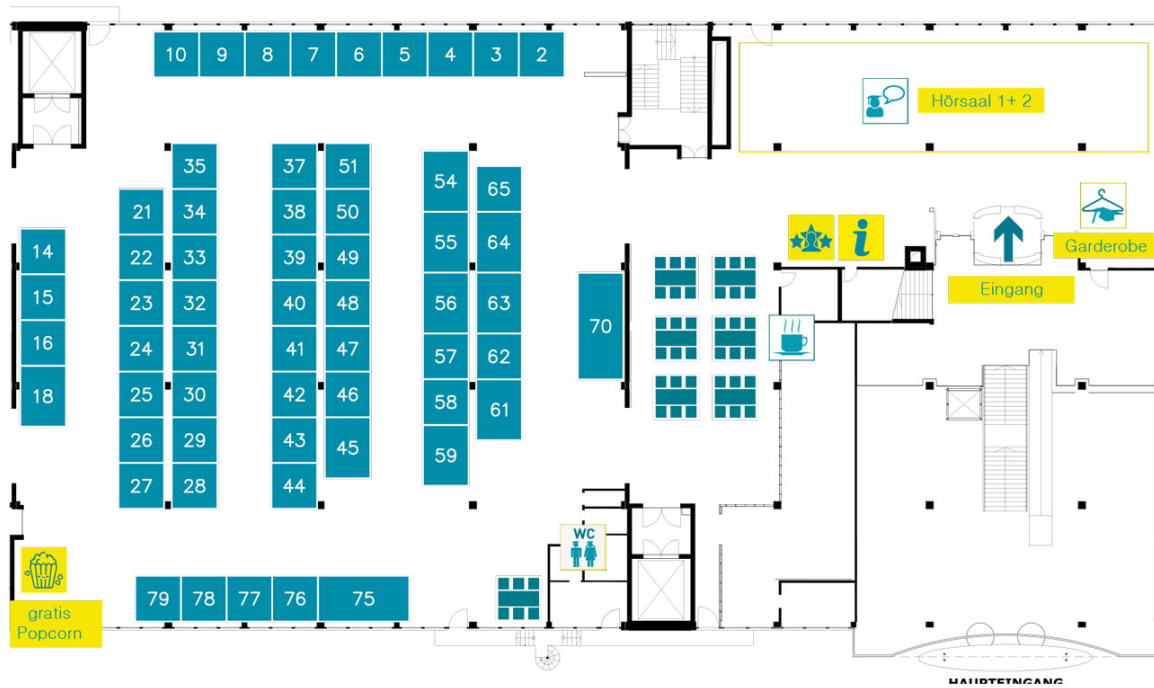 10 9 8 7 6 5 4 3 2
Hörsaal 1+ 2
35 37 51 54 65
21 34 38 50
14 22 33 39 49 55 64
Garderobe
Eingang
15 23 32 40 48 56 63
70
16 24 31 41 47 57 62
18 25 30 42 46 58 61
26 29 43 45 59
27 28 44
WC
79 78 77 76 75
gratis
Popcorn
HAUPTEINGANG